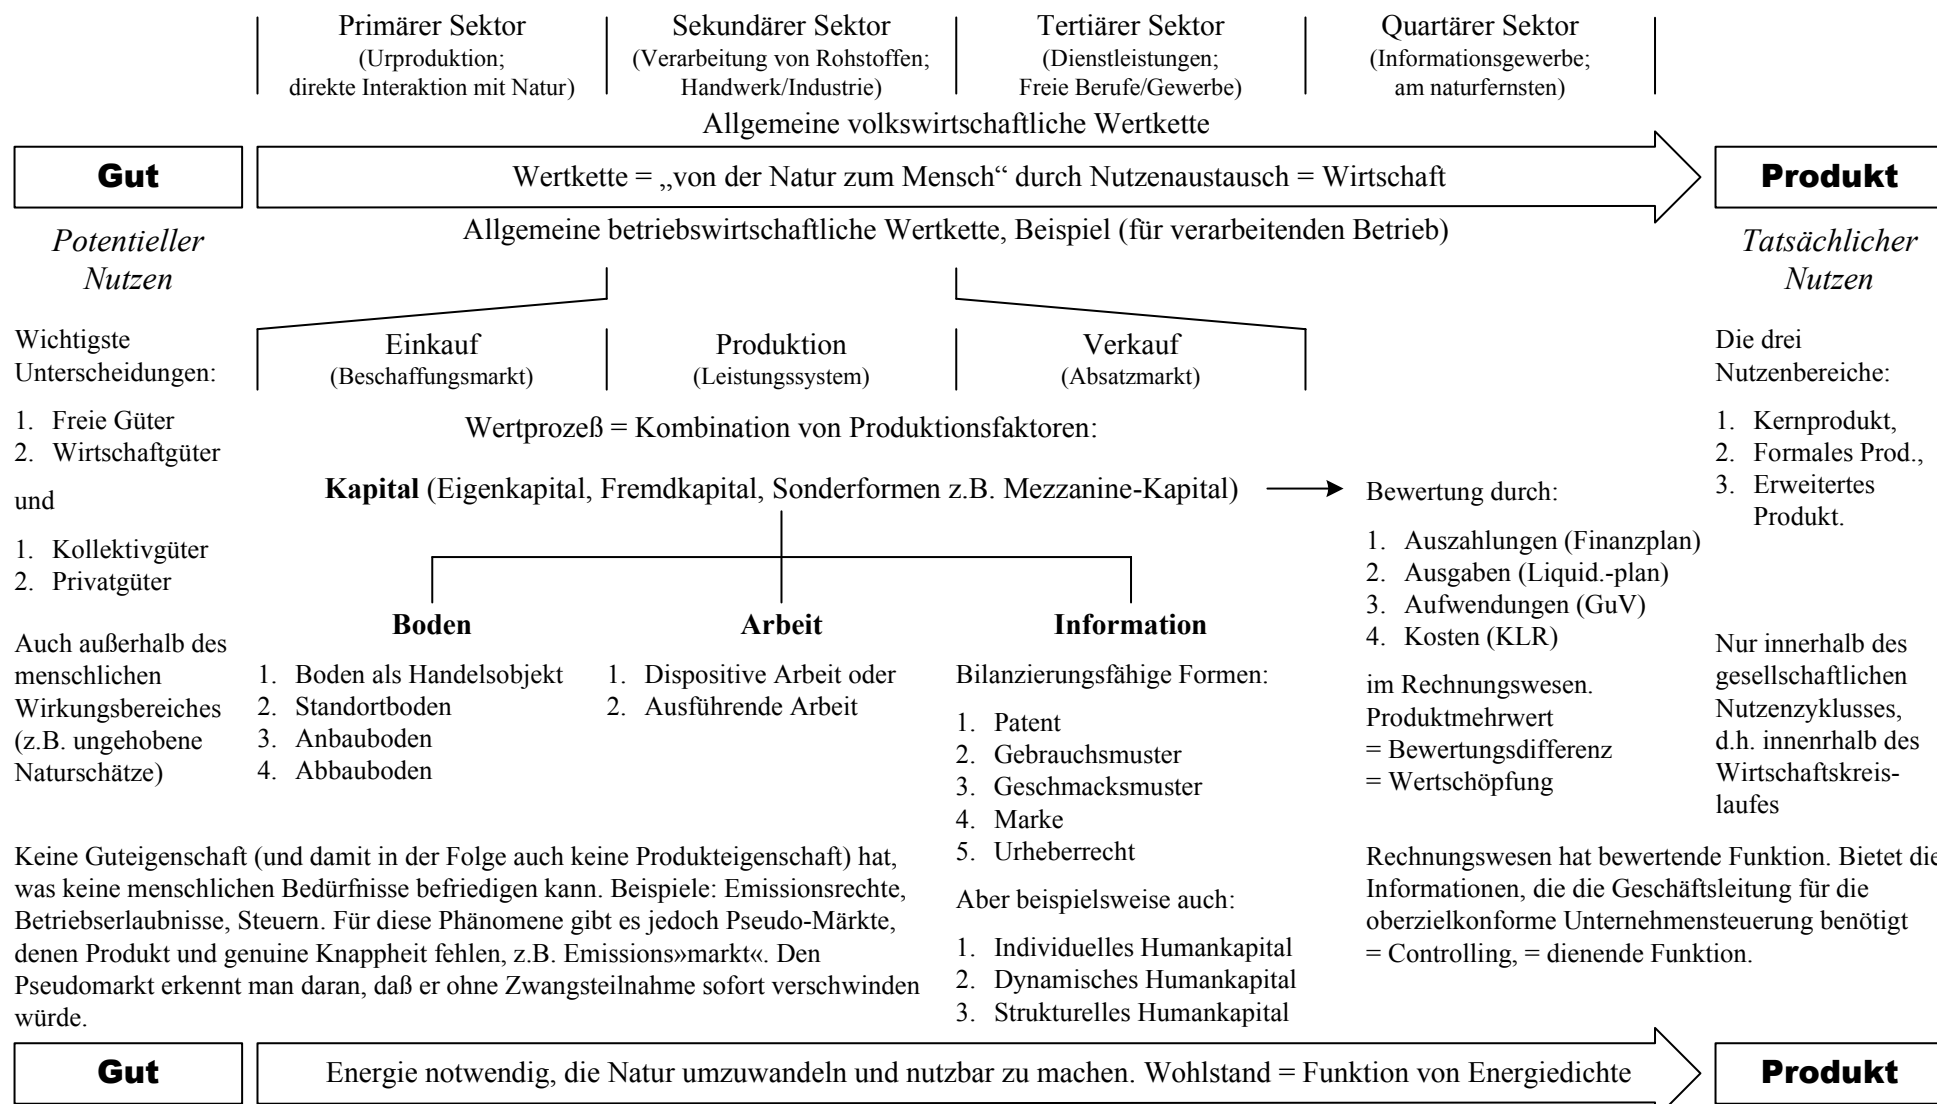 Primärer Sektor
(Urproduktion;
direkte Interaktion mit Natur)
Sekundärer Sektor
(Verarbeitung von Rohstoffen;
Handwerk/Industrie)
Tertiärer Sektor
(Dienstleistungen;
Freie Berufe/Gewerbe)
Quartärer Sektor
(Informationsgewerbe;
am naturfernsten)
Allgemeine volkswirtschaftliche Wertkette
Gut
Wertkette = „von der Natur zum Mensch“ durch Nutzenaustausch = Wirtschaft
Produkt
Potentieller
Nutzen
Allgemeine betriebswirtschaftliche Wertkette, Beispiel (für verarbeitenden Betrieb)
Tatsächlicher
Nutzen
Wichtigste
Unterscheidungen:
1. Freie Güter
2. Wirtschaftgüter
und
1. Kollektivgüter
2. Privatgüter
Auch außerhalb des
menschlichen
Wirkungsbereiches
(z.B. ungehobene
Naturschätze)
Einkauf
(Beschaffungsmarkt)
Produktion
(Leistungssystem)
Verkauf
(Absatzmarkt)
Wertprozeß = Kombination von Produktionsfaktoren:
Kapital (Eigenkapital, Fremdkapital, Sonderformen z.B. Mezzanine-Kapital)
Boden
1. Boden als Handelsobjekt
2. Standortboden
3. Anbauboden
4. Abbauboden
Arbeit
1. Dispositive Arbeit oder
2. Ausführende Arbeit
Information
Bilanzierungsfähige Formen:
1. Patent
2. Gebrauchsmuster
3. Geschmacksmuster
4. Marke
5. Urheberrecht
Aber beispielsweise auch:
1. Individuelles Humankapital
2. Dynamisches Humankapital
3. Strukturelles Humankapital
Bewertung durch:
1. Auszahlungen (Finanzplan)
2. Ausgaben (Liquid.-plan)
3. Aufwendungen (GuV)
4. Kosten (KLR)
im Rechnungswesen.
Produktmehrwert
= Bewertungsdifferenz
= Wertschöpfung
Die drei
Nutzenbereiche:
1. Kernprodukt,
2. Formales Prod.,
3. Erweitertes
Produkt.
Nur innerhalb des
gesellschaftlichen
Nutzenzyklusses,
d.h. innenrhalb des
Wirtschaftskreis-
laufes
Keine Guteigenschaft (und damit in der Folge auch keine Produkteigenschaft) hat,
was keine menschlichen Bedürfnisse befriedigen kann. Beispiele: Emissionsrechte,
Betriebserlaubnisse, Steuern. Für diese Phänomene gibt es jedoch Pseudo-Märkte,
denen Produkt und genuine Knappheit fehlen, z.B. Emissions»markt«. Den
Pseudomarkt erkennt man daran, daß er ohne Zwangsteilnahme sofort verschwinden
würde.
Rechnungswesen hat bewertende Funktion. Bietet die
Informationen, die die Geschäftsleitung für die
oberzielkonforme Unternehmensteuerung benötigt
= Controlling, = dienende Funktion.
Gut
Energie notwendig, die Natur umzuwandeln und nutzbar zu machen. Wohlstand = Funktion von Energiedichte
Produkt